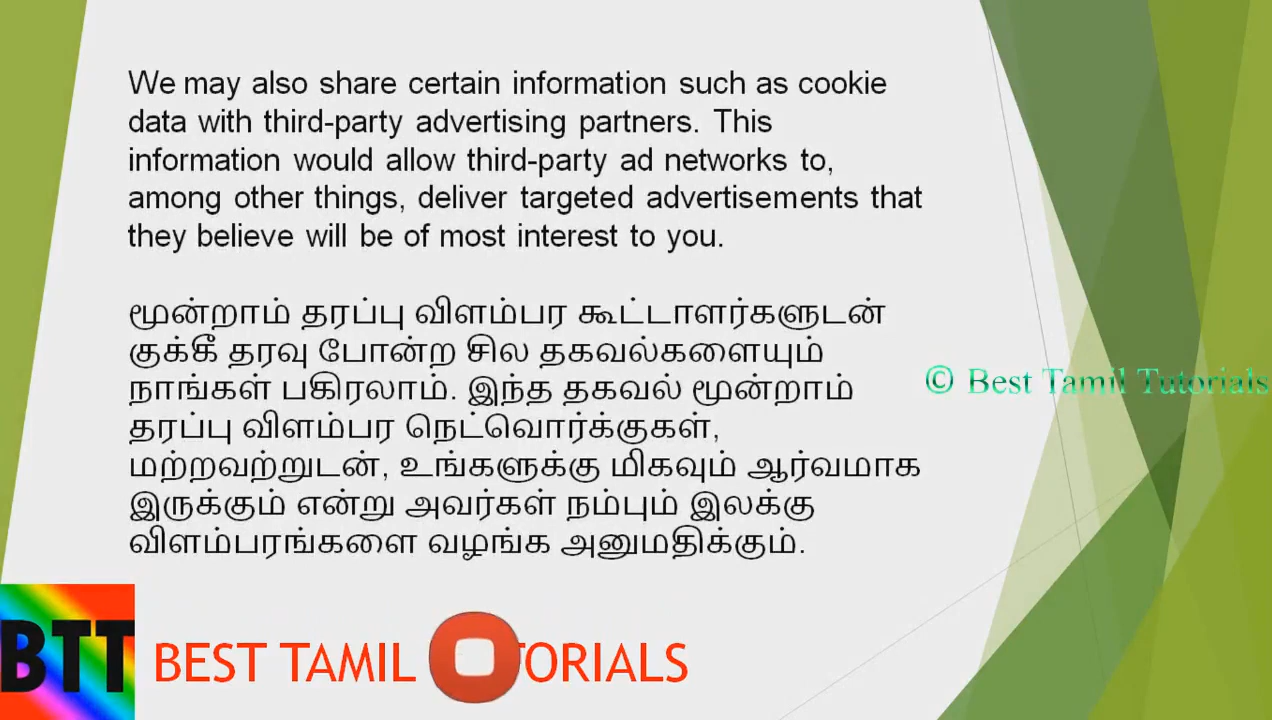 We may also share certain information such as cookie
data with third-party advertising partners. This
information would allow third-party ad networks to,
among other things, deliver targeted advertisements that
they believe will be of most interest to you.
மூன்றாம் தரப்பு விளம்பர கூட்டாளர்களுடன்
குக்கீ தரவு போன்ற சில தகவல்களையும்
நாங்கள் பகிரலாம். இந்த தகவல் மூன்றாம்
தரப்பு விளம்பர நெட்வொர்க்குகள்,
மற்றவற்றுடன், உங்களுக்கு மிகவும் ஆர்வமாக
இருக்கும் என்று அவர்கள் நம்பும் இலக்கு
விளம்பரங்களை வழங்க அனுமதிக்கும்.
© Best Tamil Tutorials
BTT
BEST TAMIL TORIALS